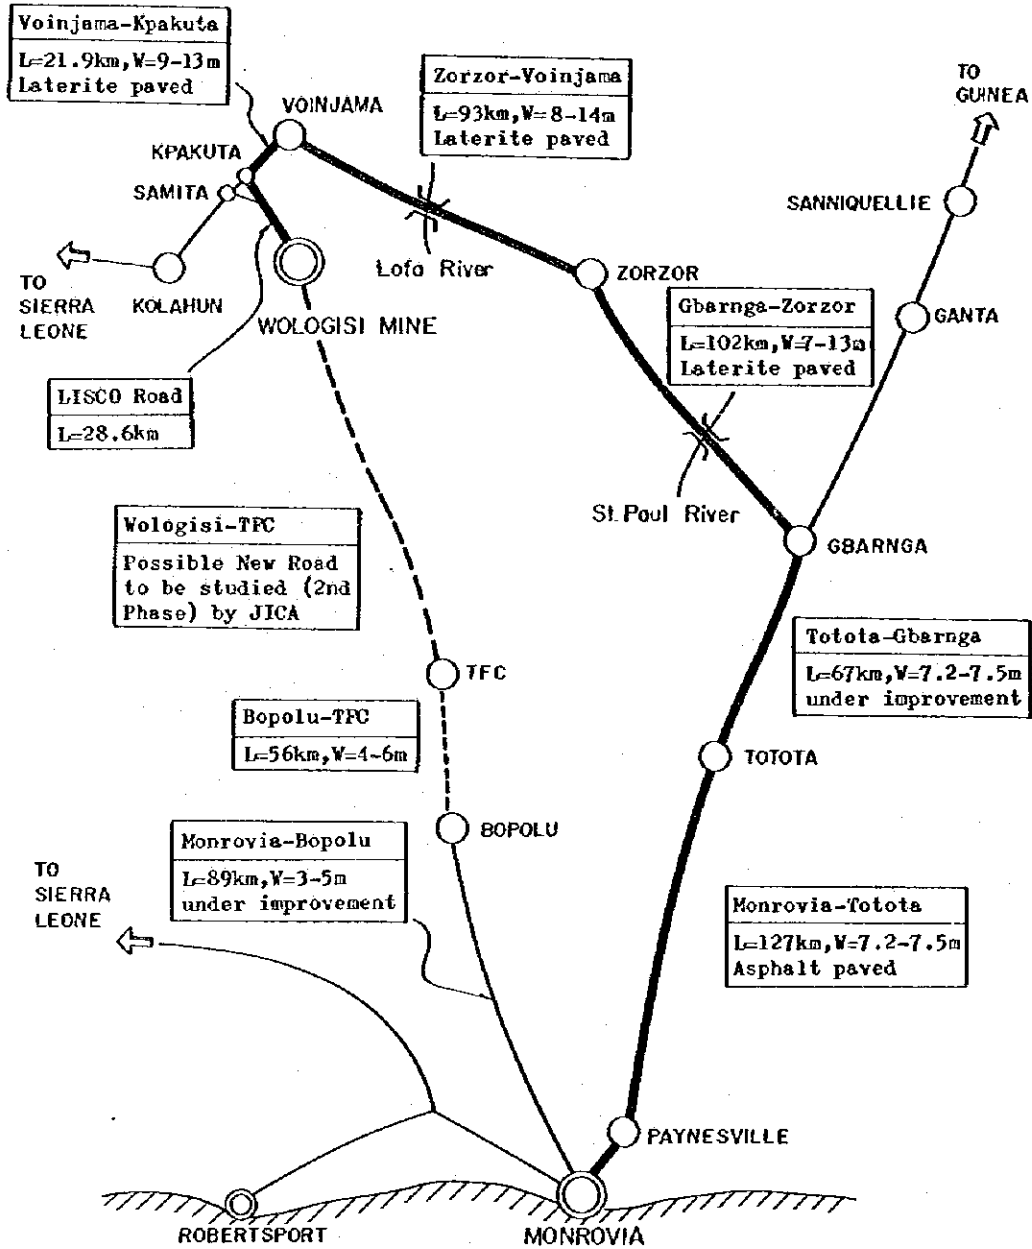 Voinjama-Kpakuta
L=21.9km,W=9-13m
Laterite paved
Zorzor-Voinjama
L=93km,W=8-14m
Laterite paved
TO
GUINEA
VOINJAMA
KPAKUTA
SAMITA
SANNIQUELLIE
Lofa River
ZORZOR
TO
SIERRA
LEONE
KOLAHUN
WOLOGISI MINE
Gbarnga-Zorzor
L=102km,W=7-13m
Laterite paved
GANTA
LISCO Road
L=28.6km
St. Paul River
GBARNGA
Wologisi-TFC
Possible New Road
to be studied (2nd
Phase) by JICA
Totota-Gbarnga
L=67km,W=7.2-7.5m
under improvement
TFC
Bopolu-TFC
L=56km,W=4-6m
TOTOTA
BOPOLU
Monrovia-Bopolu
L=89km,W=3-5m
under improvement
TO
SIERRA
LEONE
Monrovia-Totota
L=127km,W=7.2-7.5m
Asphalt paved
PAYNESVILLE
ROBERTSPORT
MONROVIA